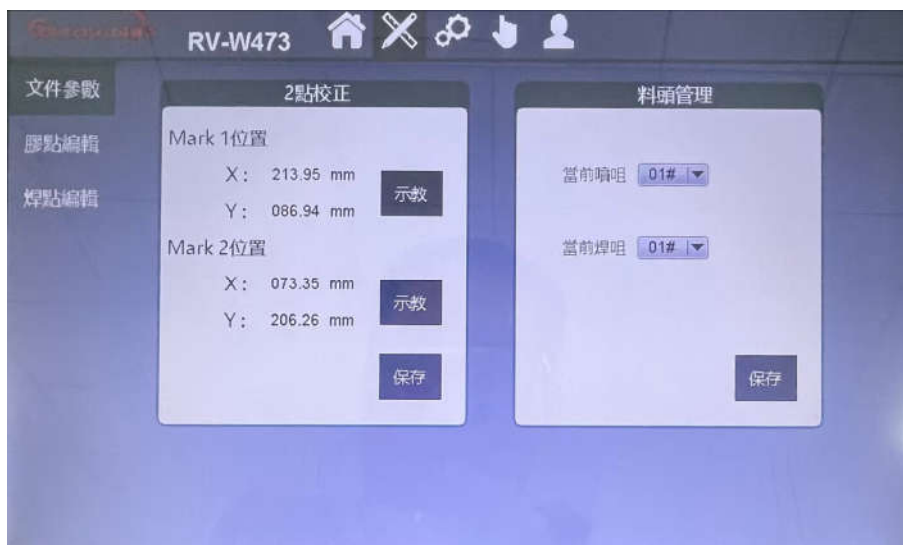 RV-W473
文件參數
膠點編輯
焊點編輯
2點校正
Mark 1位置
X: 213.95 mm
Y: 086.94 mm
示教
Mark 2位置
X: 073.35 mm
Y: 206.26 mm
示教
保存
料頭管理
當前噴咀 01#
當前焊咀 01#
保存